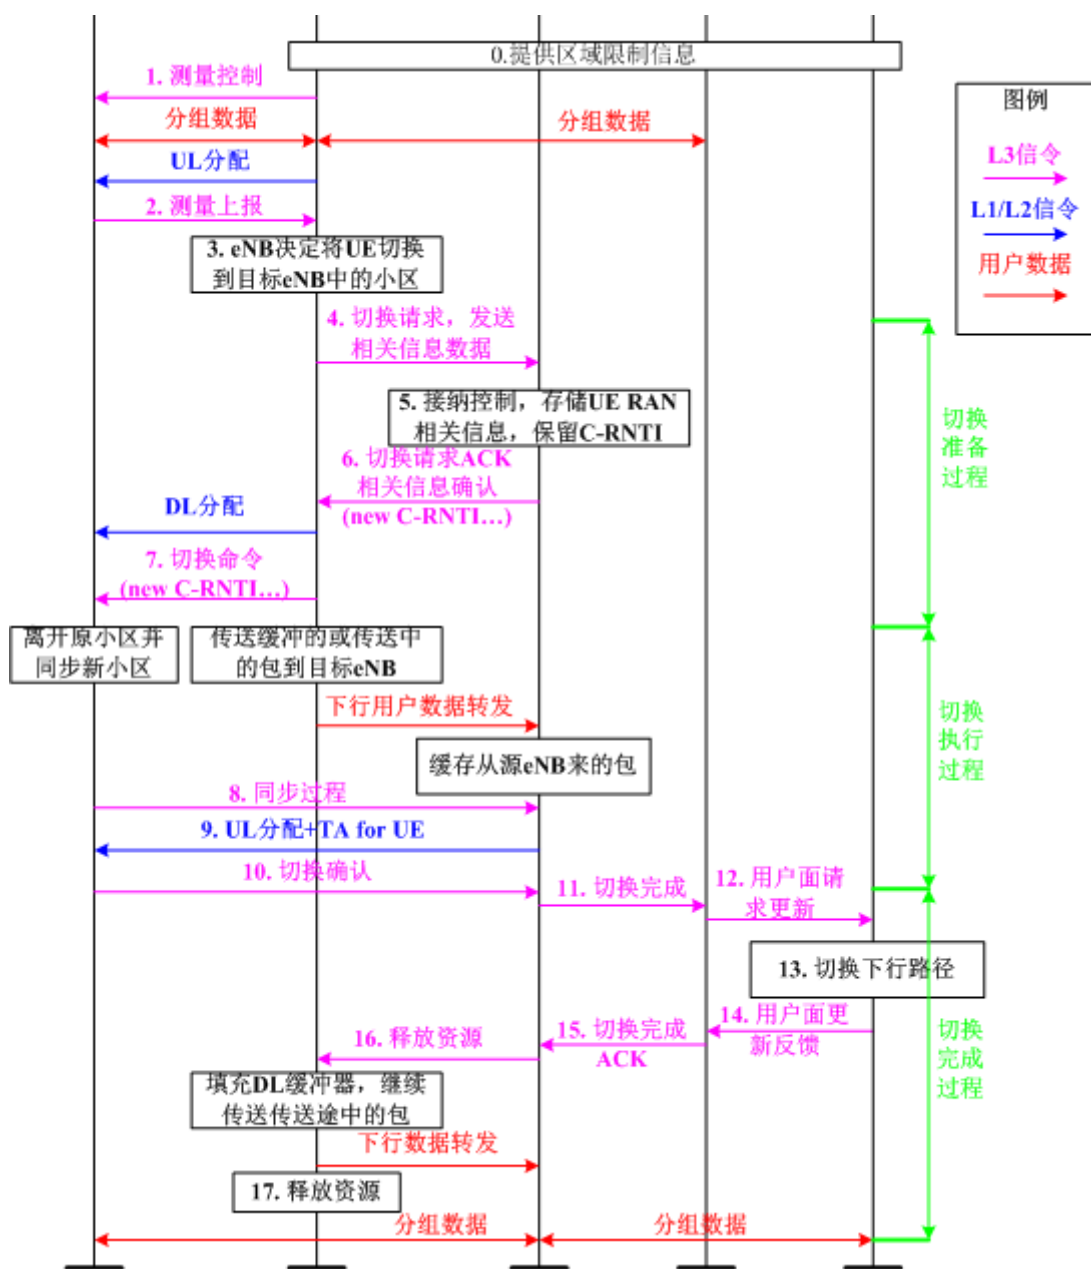 0.提供区域限制信息
1. 测量控制
分组数据
分组数据
UL分配
2. 测量上报
3. eNB决定将UE切换
到目标eNB中的小区
4. 切换请求，发送
相关信息数据
5. 接纳控制，存储UE RAN
相关信息，保留C-RNTI
6. 切换请求ACK
相关信息确认
(new C-RNTI…)
DL分配
7. 切换命令
(new C-RNTI…)
离开原小区并
同步新小区
传送缓冲的或传送中
的包到目标eNB
下行用户数据转发
缓存从源eNB来的包
8. 同步过程
9. UL分配+TA for UE
10. 切换确认
11. 切换完成
12. 用户面请
求更新
13. 切换下行路径
14. 用户面更
新反馈
15. 切换完成
ACK
16. 释放资源
填充DL缓冲器，继续
传送传送途中的包
下行数据转发
17. 释放资源
分组数据
分组数据
图例
L3信令
L1/L2信令
用户数据
切换
准备
过程
切换
执行
过程
切换
完成
过程